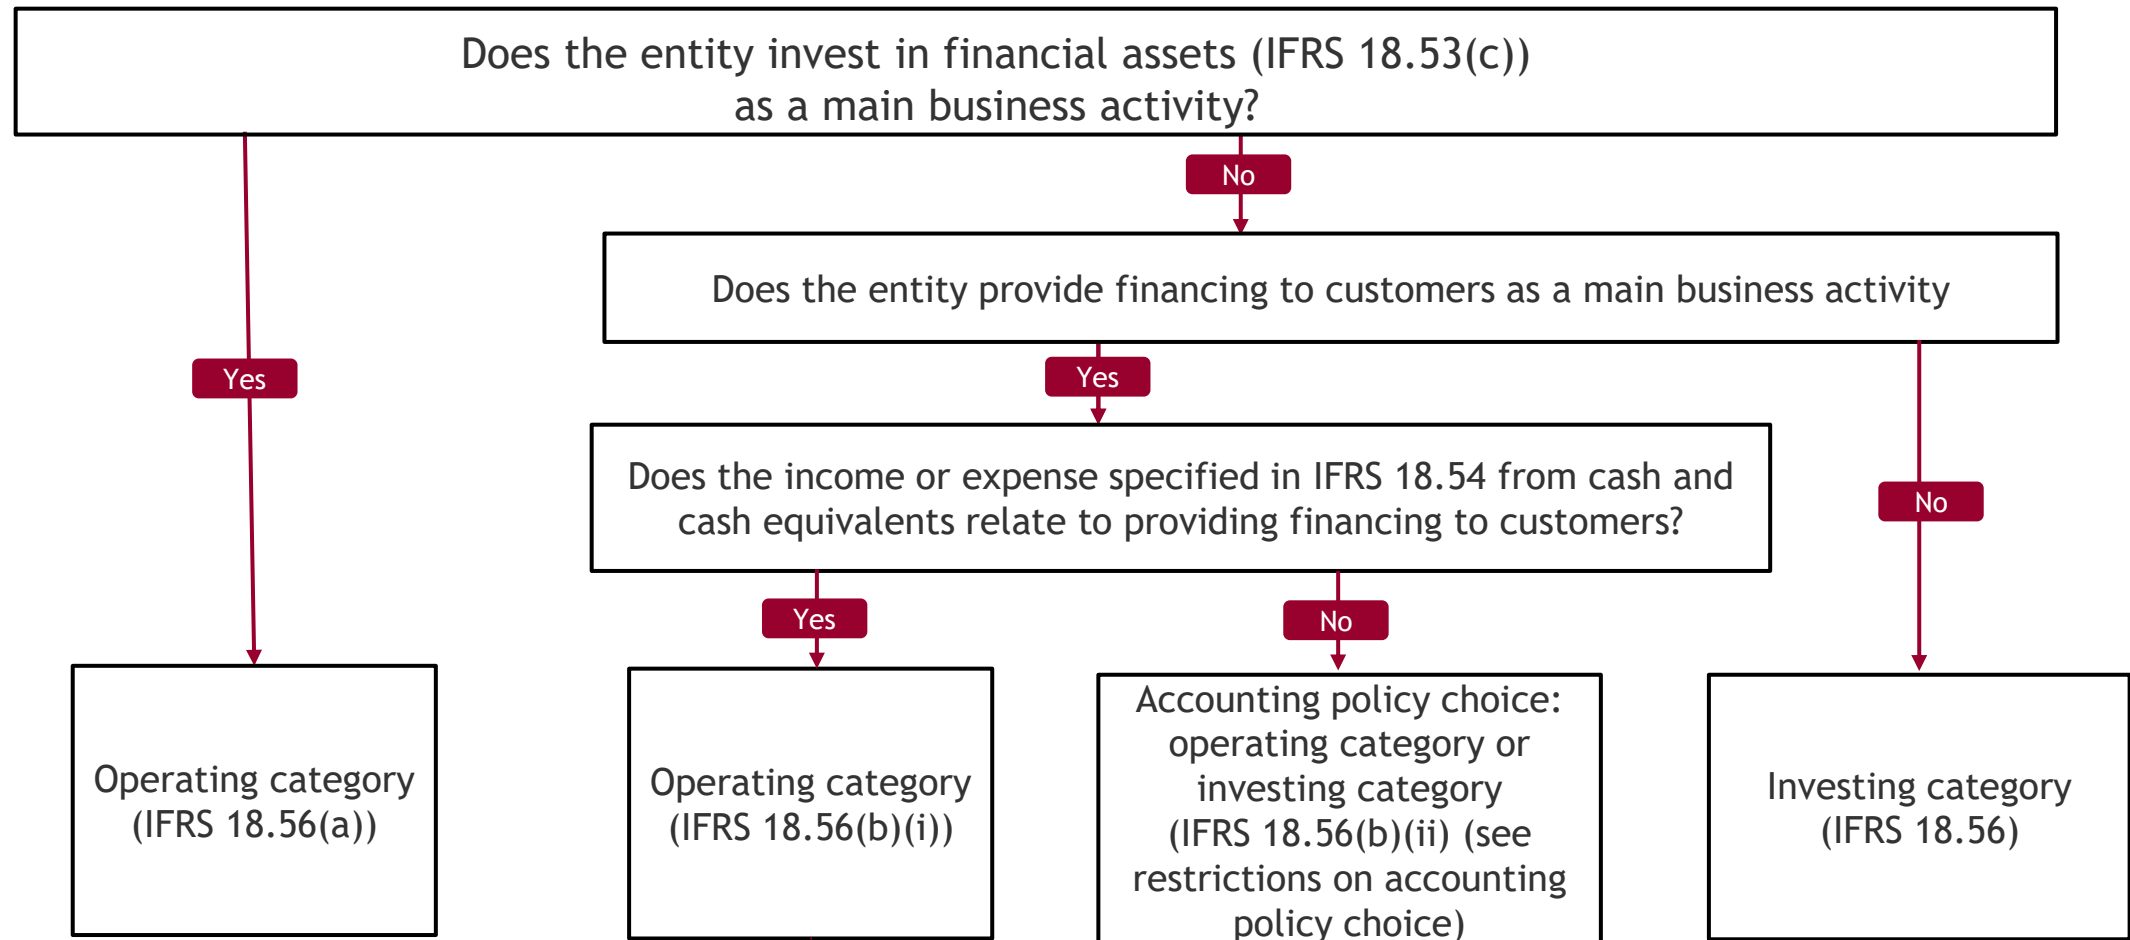 Does the entity invest in financial assets (IFRS 18.53(c))
as a main business activity?
No
Does the entity provide financing to customers as a main business activity
Yes
Yes
Does the income or expense specified in IFRS 18.54 from cash and
cash equivalents relate to providing financing to customers?
No
Yes
No
Operating category
(IFRS 18.56(a))
Operating category
(IFRS 18.56(b)(i))
Accounting policy choice:
operating category or
investing category
(IFRS 18.56(b)(ii) (see
restrictions on accounting
policy choice)
Investing category
(IFRS 18.56)